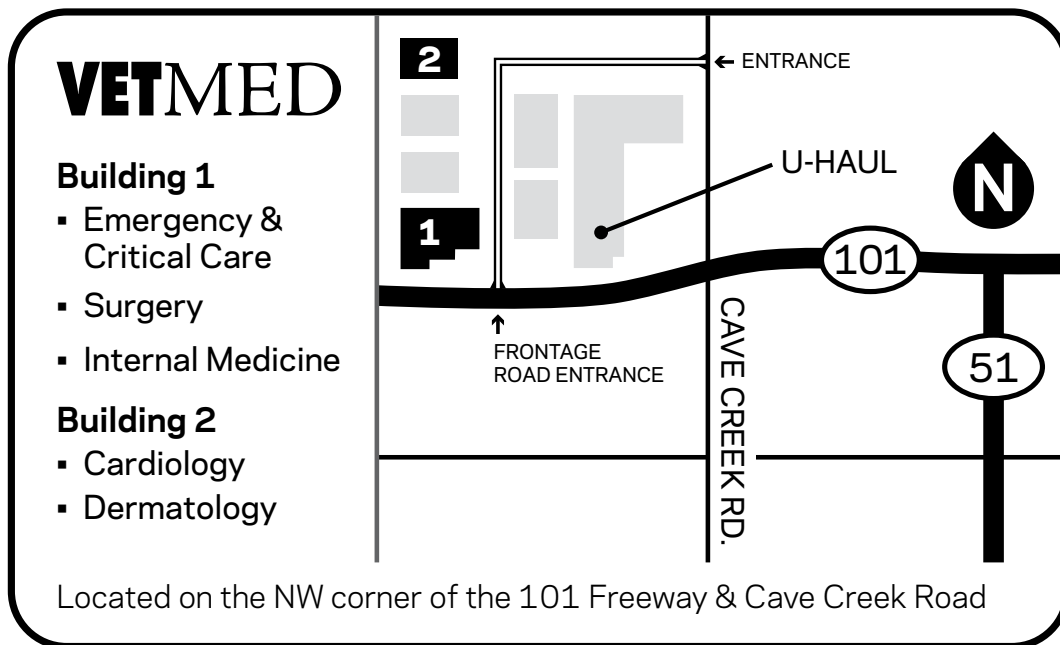 VETMED
Building 1
▪ Emergency &
Critical Care
▪ Surgery
▪ Internal Medicine
Building 2
▪ Cardiology
▪ Dermatology
2
← ENTRANCE
U-HAUL
N
1
101
↑
FRONTAGE
ROAD ENTRANCE
CAVE CREEK RD.
51
Located on the NW corner of the 101 Freeway & Cave Creek Road